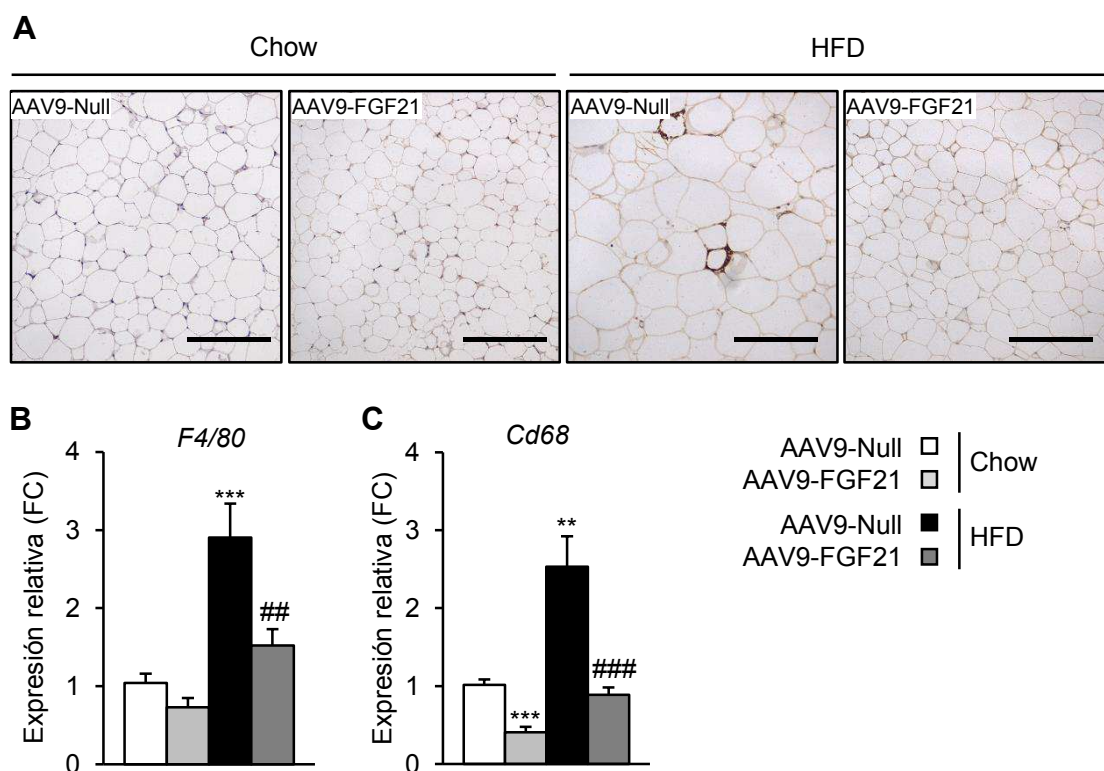 A
Chow
HFD
AAV9-Null
AAV9-FGF21
AAV9-Null
AAV9-FGF21
B
F4/80
Expresión relativa (FC)
4
3
2
1
0
***
##
C
Cd68
Expresión relativa (FC)
4
3
2
1
0
***
**
###
AAV9-Null
AAV9-FGF21
Chow
AAV9-Null
AAV9-FGF21
HFD